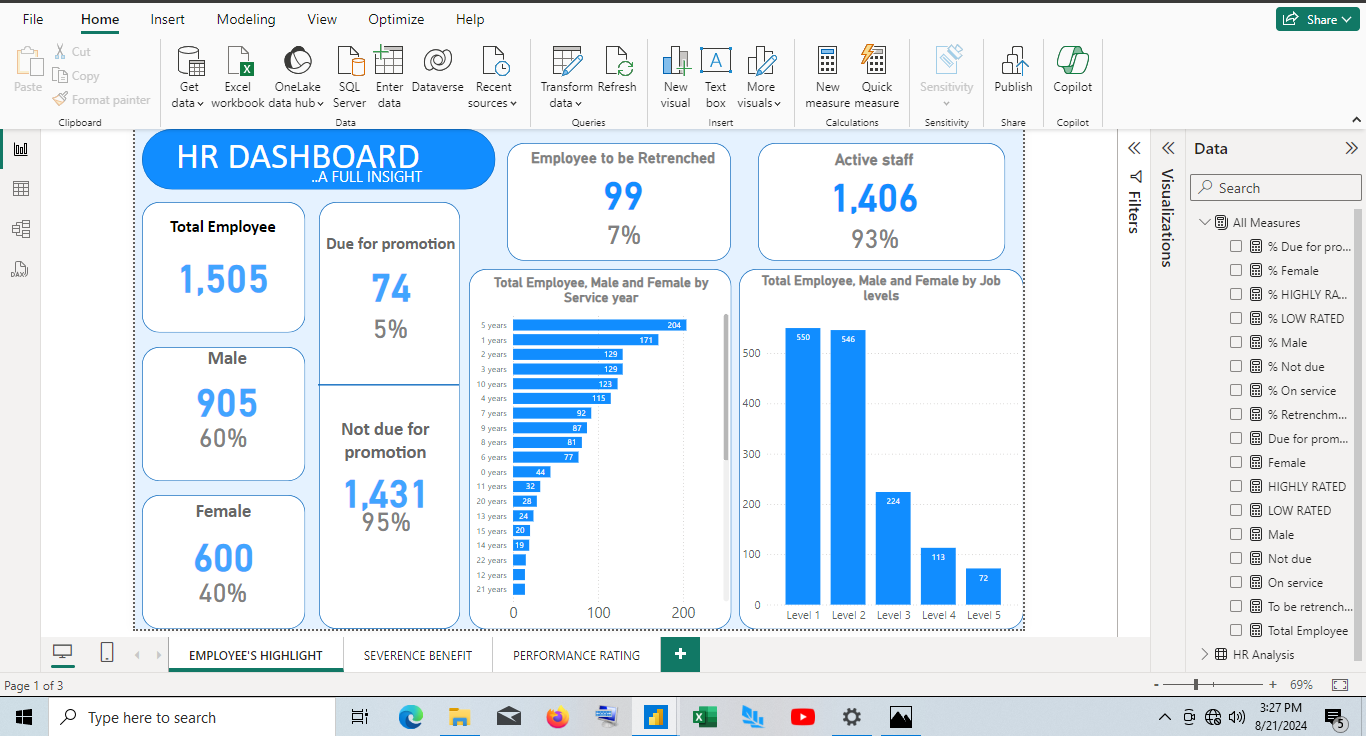 File Home Insert Modeling View Optimize Help Share
Paste
Cut
Copy
Format painter
Clipboard
Get data
Excel workbook
OneLake data hub
SQL Server
Enter data
Dataverse
Recent sources
Data
Transform data
Refresh
Queries
New visual
Text box
More visuals
Insert
New measure
Quick measure
Calculations
Sensitivity
Sensitivity
Publish
Share
Copilot
Copilot
HR DASHBOARD
..A FULL INSIGHT
Total Employee
1,505
Male
905
60%
Female
600
40%
Due for promotion
74
5%
Not due for
promotion
1,431
95%
Employee to be Retrenched
99
7%
Active staff
1,406
93%
Total Employee, Male and Female by
Service year
5 years 204
1 years 171
2 years 129
3 years 129
10 years 123
4 years 115
7 years 92
9 years 87
8 years 81
6 years 77
0 years 44
11 years 32
20 years 28
13 years 24
15 years 20
14 years 19
22 years
12 years
21 years
0 100 200
Total Employee, Male and Female by Job
levels
500
400
300
200
100
0
550 546 224 113 72
Level 1 Level 2 Level 3 Level 4 Level 5
Filters
Visualizations
Data
Search
All Measures
% Due for pro...
% Female
% HIGHLY RA...
% LOW RATED
% Male
% Not due
% On service
% Retrenchm...
Due for prom...
Female
HIGHLY RATED
LOW RATED
Male
Not due
On service
To be retrench...
Total Employee
HR Analysis
DAX
EMPLOYEE'S HIGHLIGHT SEVERENCE BENEFIT PERFORMANCE RATING +
Page 1 of 3
- + 69%
Type here to search
3:27 PM
8/21/2024
5